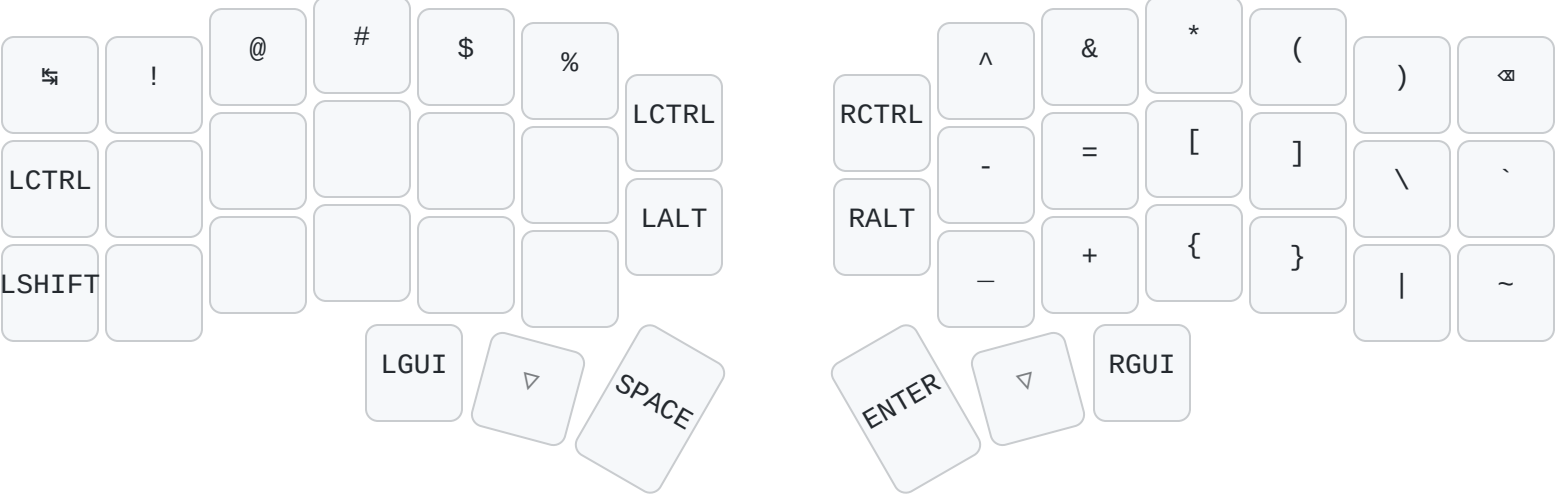 ↹ ! @ # $ % ^ & * ( ) ⌫
LCTRL RCTRL
LCTRL - = [ ] \ `
LALT RALT
LSHIFT _ + { } | ~
LGUI ▽ SPACE ENTER ▽ RGUI